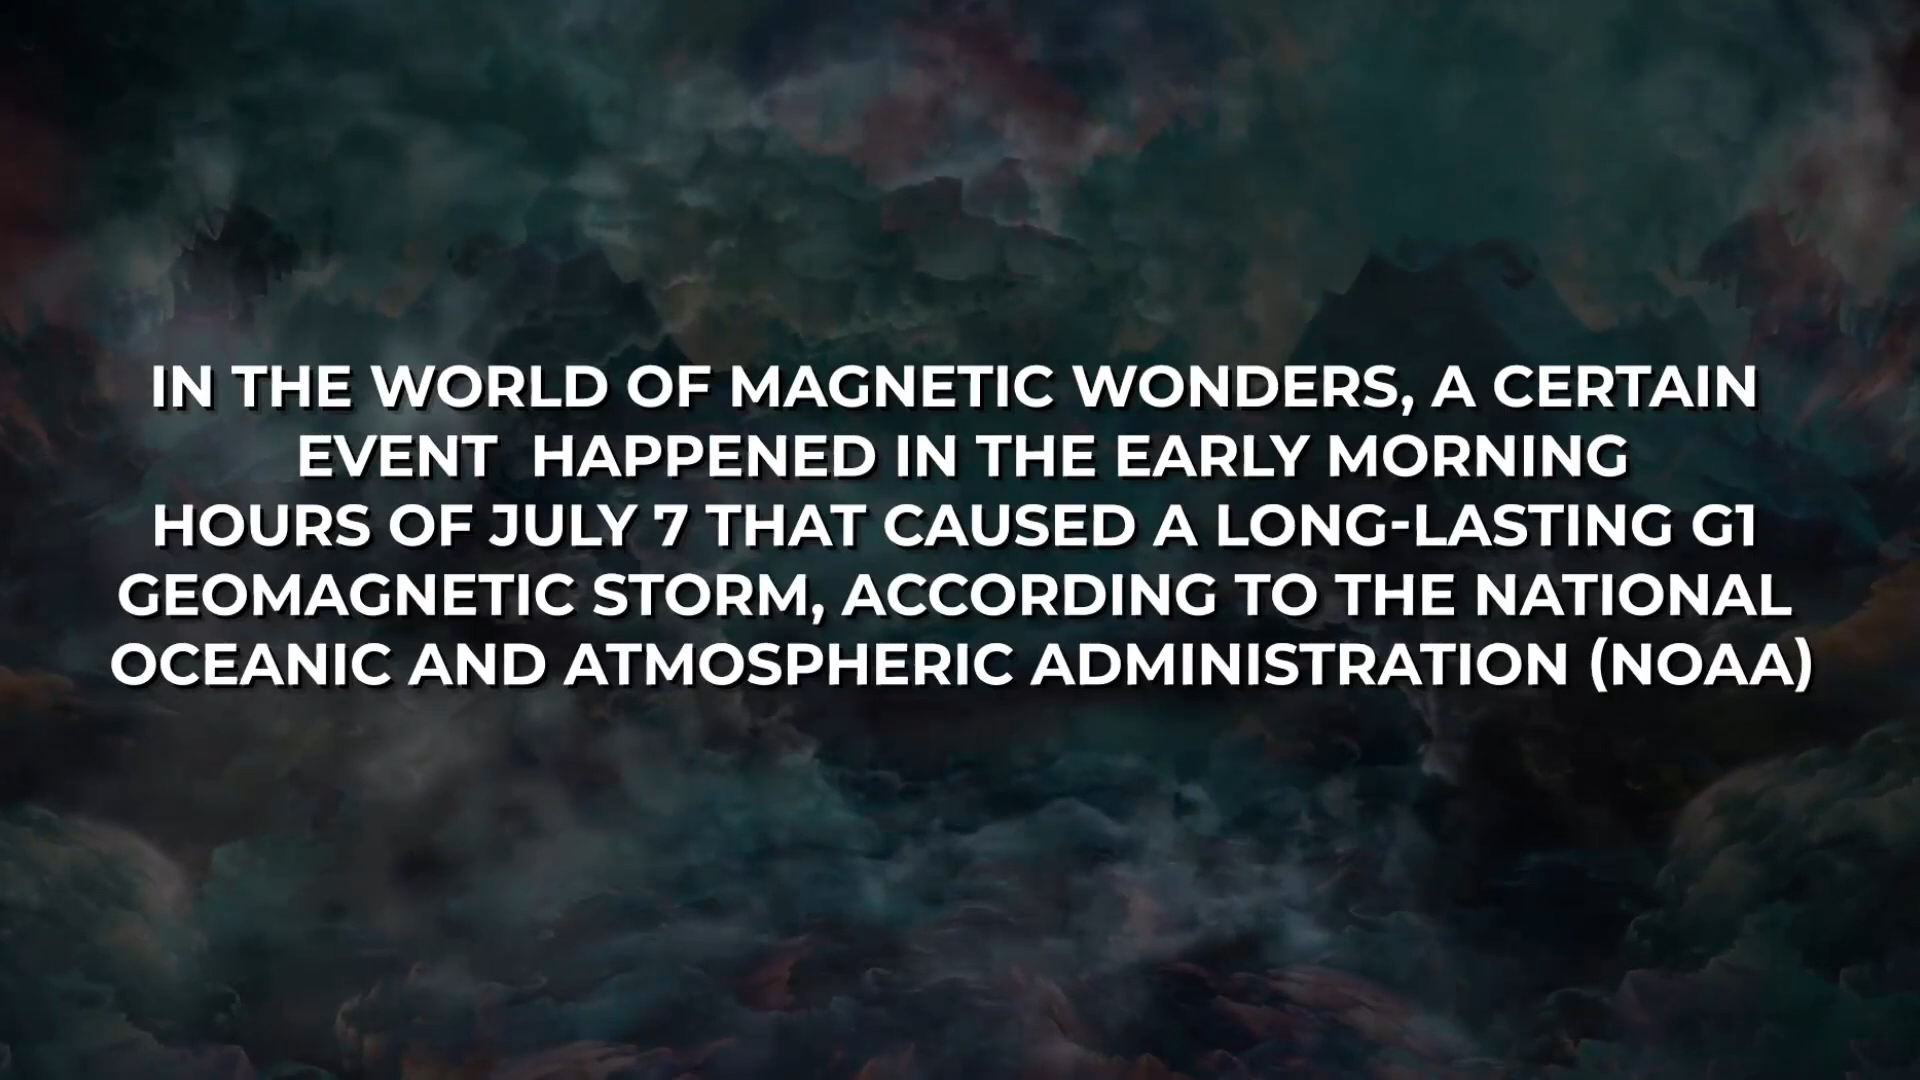 IN THE WORLD OF MAGNETIC WONDERS, A CERTAIN
EVENT  HAPPENED IN THE EARLY MORNING
HOURS OF JULY 7 THAT CAUSED A LONG-LASTING G1
GEOMAGNETIC STORM, ACCORDING TO THE NATIONAL
OCEANIC AND ATMOSPHERIC ADMINISTRATION (NOAA)